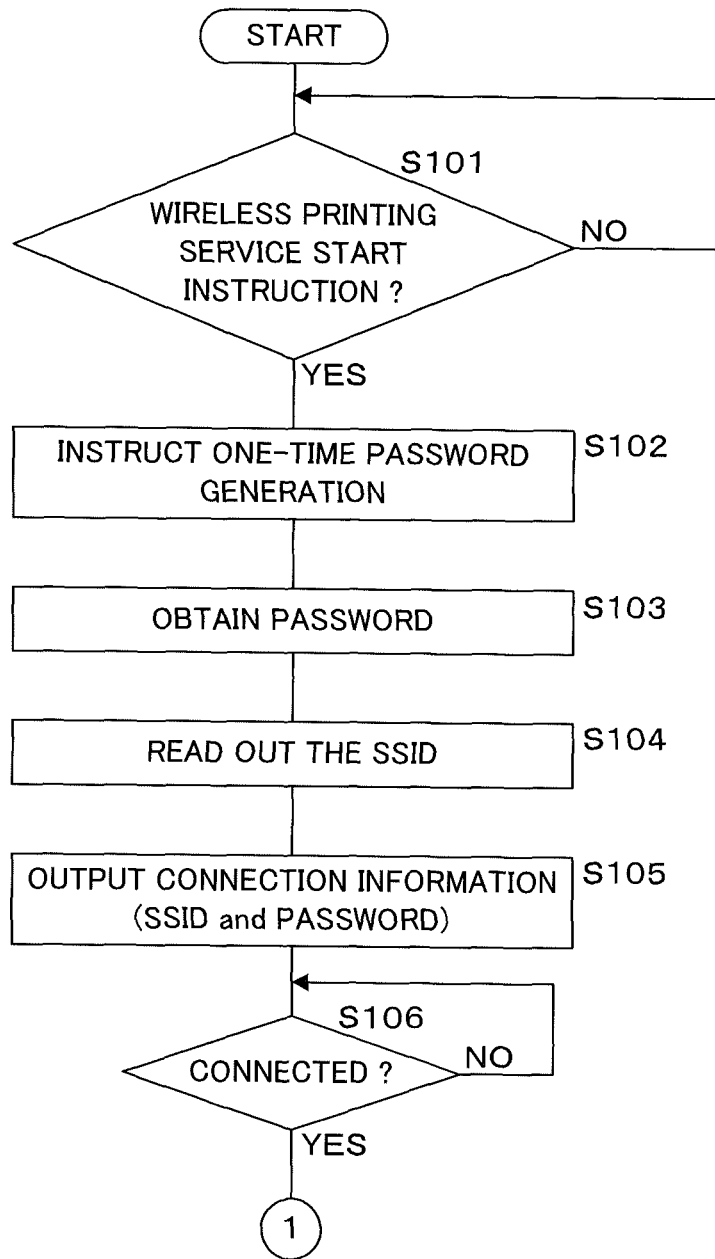 START
S101
WIRELESS PRINTING
SERVICE START
INSTRUCTION ?
NO
YES
INSTRUCT ONE-TIME PASSWORD
GENERATION
S102
OBTAIN PASSWORD
S103
READ OUT THE SSID
S104
OUTPUT CONNECTION INFORMATION
(SSID and PASSWORD)
S105
S106
CONNECTED ?
NO
YES
1